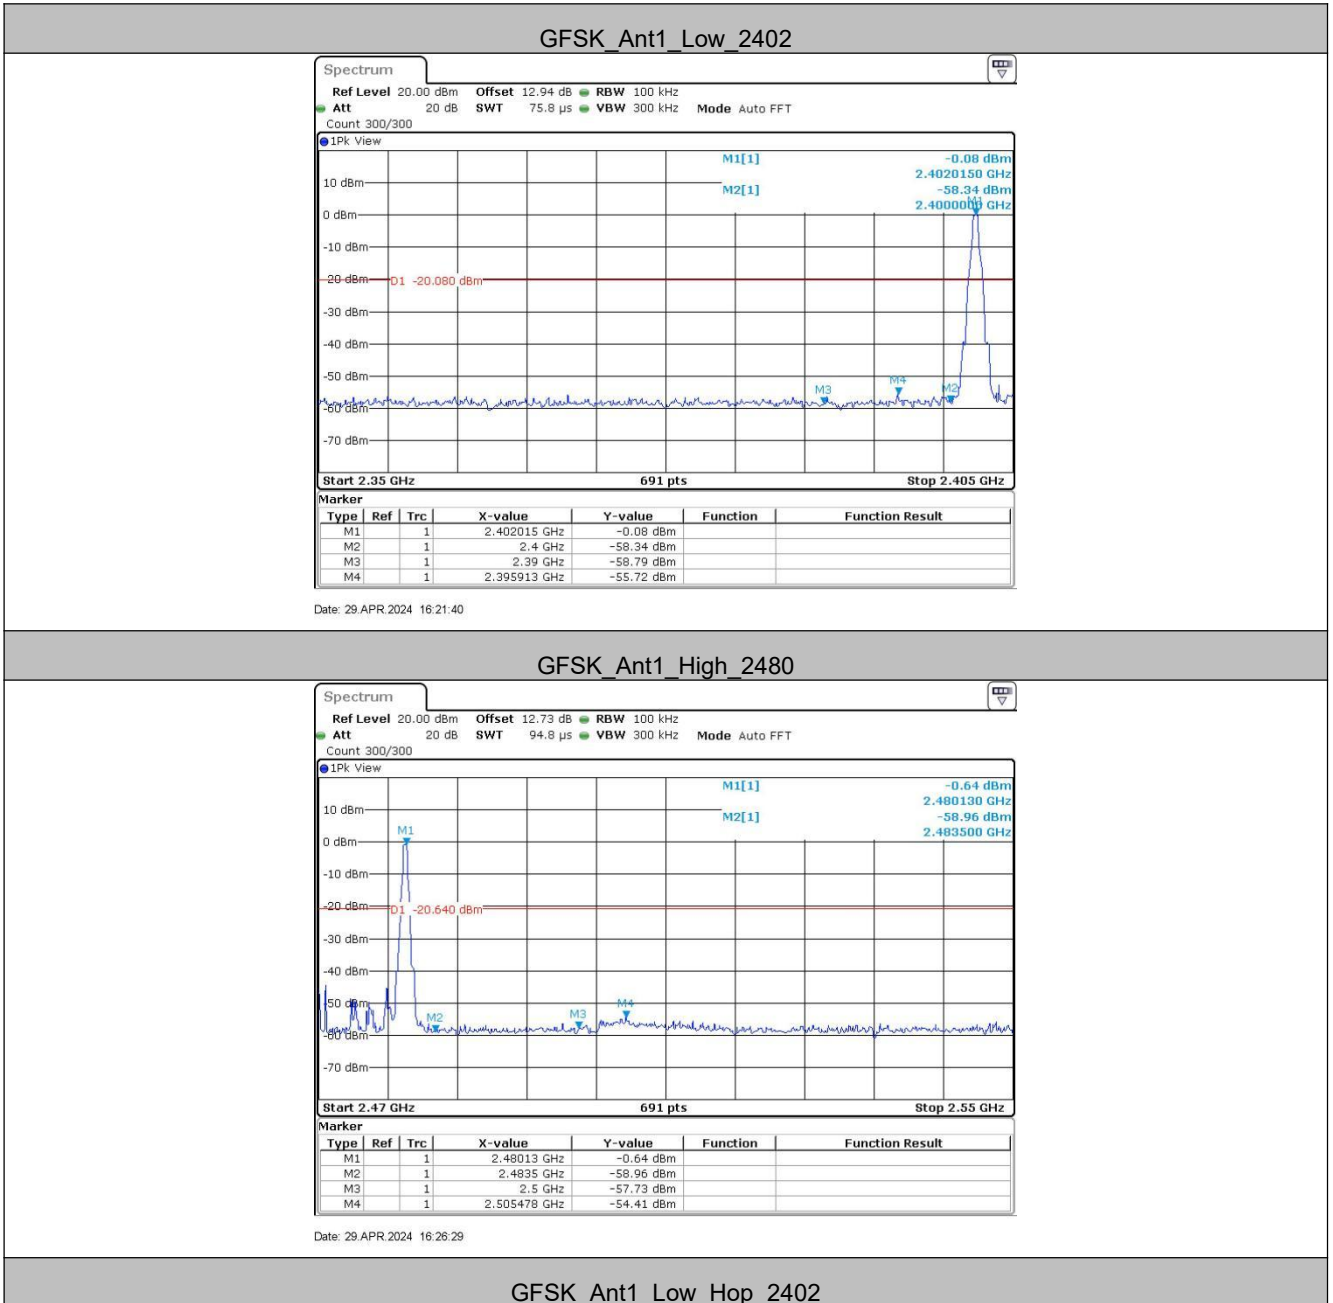 GFSK_Ant1_Low_2402
Spectrum
Ref Level 20.00 dBm Offset 12.94 dB RBW 100 kHz
Att 20 dB SWT 75.8 µs VBW 300 kHz Mode Auto FFT
Count 300/300
1Pk View
M1[1] -0.08 dBm
2.4020150 GHz
M2[1] -58.34 dBm
2.4000000 GHz
M1
10 dBm
0 dBm
-10 dBm
-20 dBm
D1 -20.080 dBm
-30 dBm
-40 dBm
-50 dBm
M3 M4 M2
-60 dBm
-70 dBm
Start 2.35 GHz 691 pts Stop 2.405 GHz
Marker
Type Ref Trc X-value Y-value Function Function Result
M1 1 2.402015 GHz -0.08 dBm
M2 1 2.4 GHz -58.34 dBm
M3 1 2.39 GHz -58.79 dBm
M4 1 2.395913 GHz -55.72 dBm
Date: 29.APR.2024 16:21:40
GFSK_Ant1_High_2480
Spectrum
Ref Level 20.00 dBm Offset 12.73 dB RBW 100 kHz
Att 20 dB SWT 94.8 µs VBW 300 kHz Mode Auto FFT
Count 300/300
1Pk View
M1[1] -0.64 dBm
2.480130 GHz
M2[1] -58.96 dBm
2.483500 GHz
10 dBm
M1
0 dBm
-10 dBm
-20 dBm
D1 -20.640 dBm
-30 dBm
-40 dBm
-50 dBm
M2 M3 M4
-60 dBm
-70 dBm
Start 2.47 GHz 691 pts Stop 2.55 GHz
Marker
Type Ref Trc X-value Y-value Function Function Result
M1 1 2.48013 GHz -0.64 dBm
M2 1 2.4835 GHz -58.96 dBm
M3 1 2.5 GHz -57.73 dBm
M4 1 2.505478 GHz -54.41 dBm
Date: 29.APR.2024 16:26:29
GFSK_Ant1_Low_Hop_2402